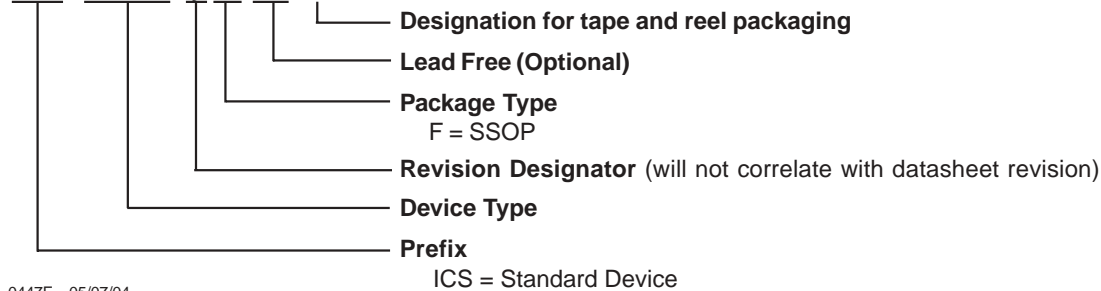 Designation for tape and reel packaging
Lead Free (Optional)
Package Type
F = SSOP
Revision Designator (will not correlate with datasheet revision)
Device Type
Prefix
ICS = Standard Device